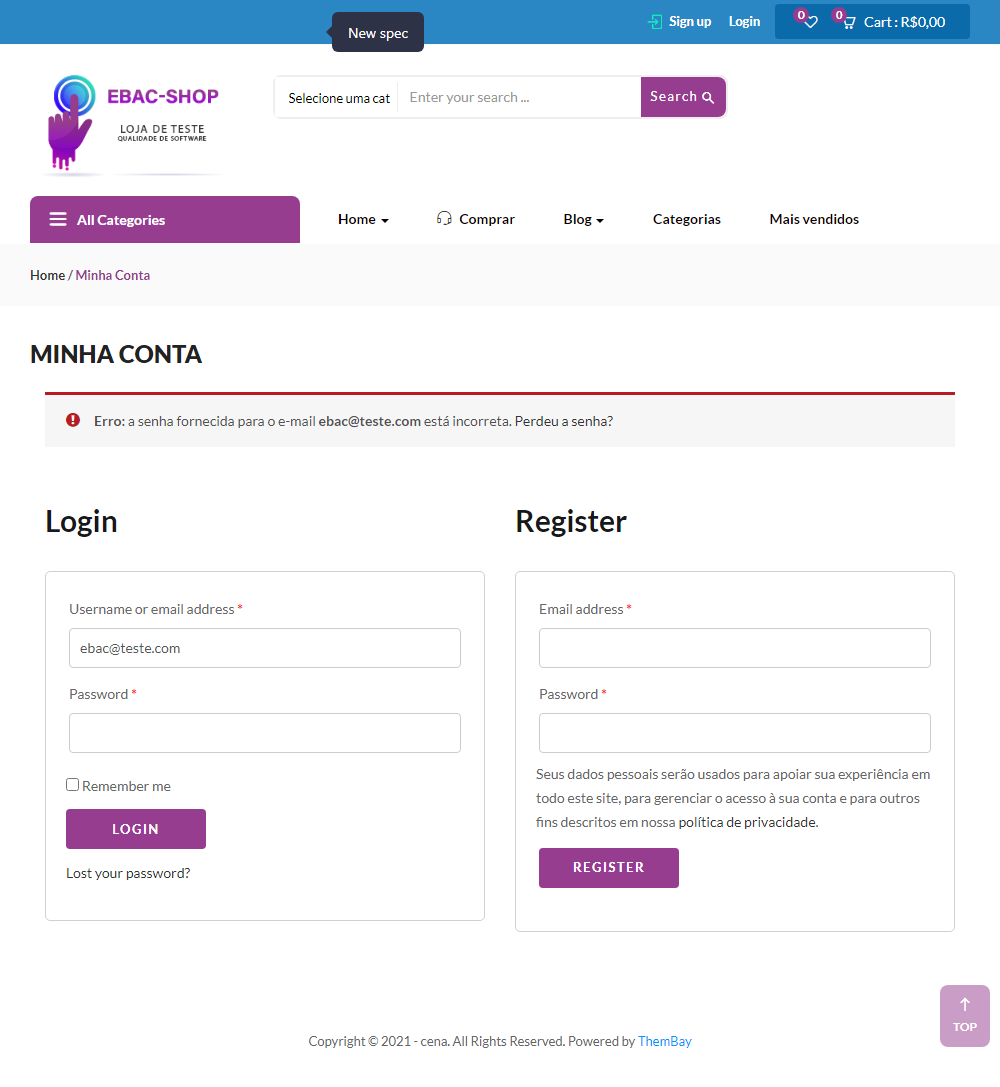 New spec
Sign up
Login
0
0
Cart : R$0,00
EBAC-SHOP
LOJA DE TESTE
QUALIDADE DE SOFTWARE
Selecione uma cat
Enter your search ...
Search
All Categories
Home
Comprar
Blog
Categorias
Mais vendidos
Home / Minha Conta
MINHA CONTA
Erro: a senha fornecida para o e-mail ebac@teste.com está incorreta. Perdeu a senha?
Login
Username or email address *
ebac@teste.com
Password *
Remember me
LOGIN
Lost your password?
Register
Email address *
Password *
Seus dados pessoais serão usados para apoiar sua experiência em
todo este site, para gerenciar o acesso à sua conta e para outros
fins descritos em nossa política de privacidade.
REGISTER
TOP
Copyright © 2021 - cena. All Rights Reserved. Powered by ThemBay